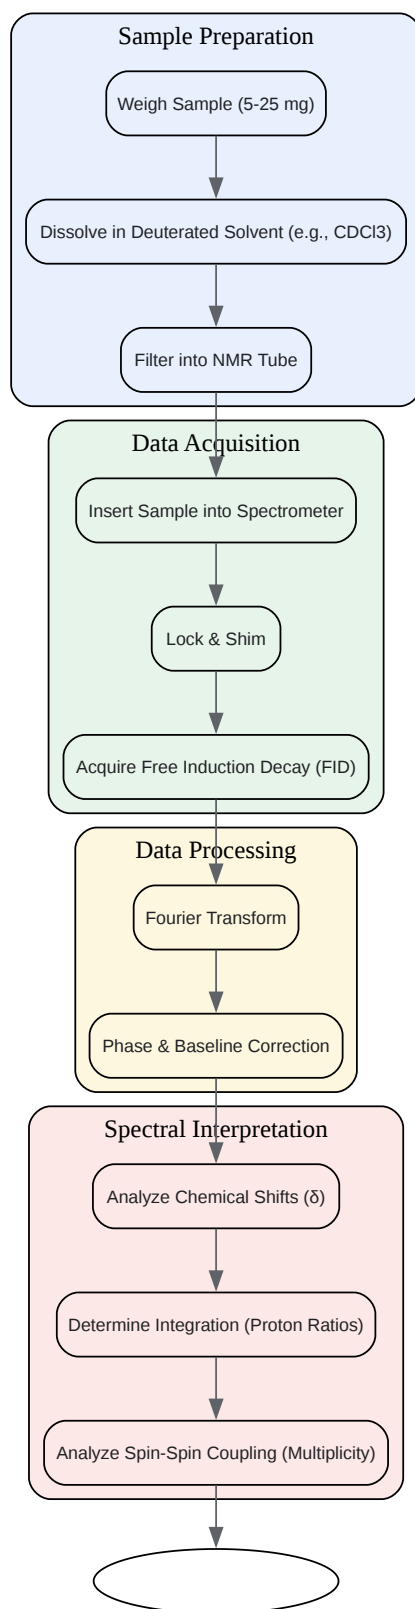 Sample Preparation
Weigh Sample (5-25 mg)
Dissolve in Deuterated Solvent (e.g., CDCl3)
Filter into NMR Tube
Data Acquisition
Insert Sample into Spectrometer
Lock & Shim
Acquire Free Induction Decay (FID)
Data Processing
Fourier Transform
Phase & Baseline Correction
Spectral Interpretation
Analyze Chemical Shifts (δ)
Determine Integration (Proton Ratios)
Analyze Spin-Spin Coupling (Multiplicity)